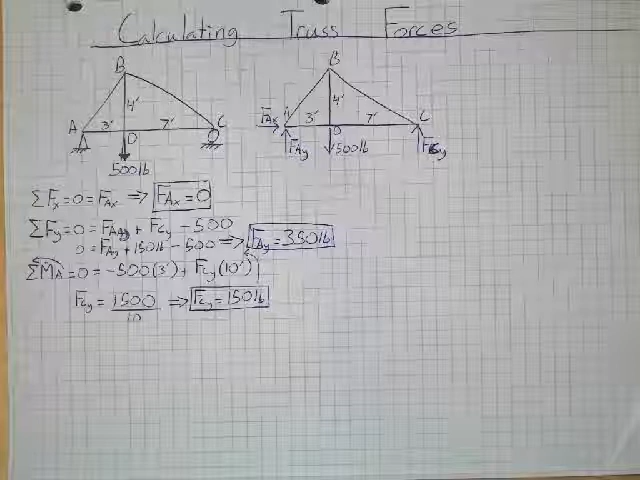 Calculating Truss Forces
B
4'
A 3' D 7' C
500lb
B
4'
FAx A 3' D 7' C
FAy 500lb FCy
ΣFx = 0 = FAx ⇒ FAx = 0
ΣFy = 0 = FAy + FCy - 500
0 = FAy + 150lb - 500 ⇒ FAy = 350lb
ΣMA = 0 = -500(3') + FCy(10')
FCy = 1500/10 ⇒ FCy = 150lb